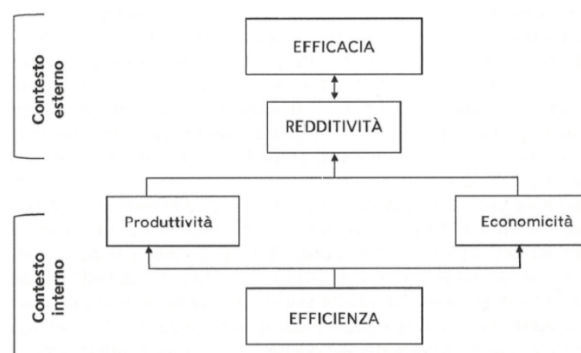 EFFICACIA
Contesto
esterno
REDDITIVITÀ
Produttività
Economicità
Contesto
interno
EFFICIENZA